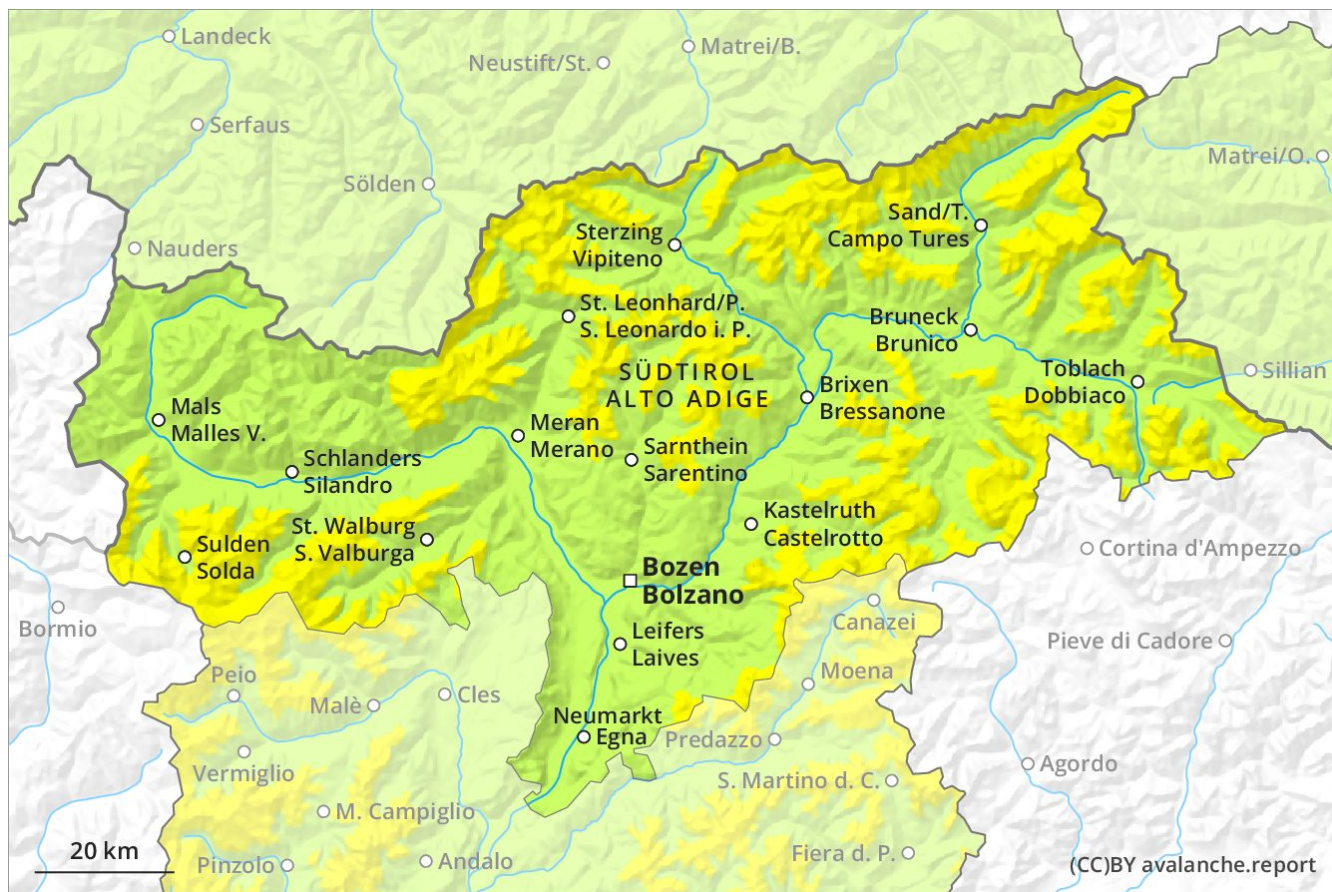 Landeck
Matrei/B.
Neustift/St.
Serfaus
Matrei/O.
Sölden
Sand/T.
Campo Tures
Sterzing
Vipiteno
Nauders
St. Leonhard/P.
S. Leonardo i. P.
Bruneck
Brunico
SÜDTIROL
ALTO ADIGE
Toblach
Dobbiaco
Sillian
Brixen
Bressanone
Mals
Malles V.
Meran
Merano
Sarnthein
Sarentino
Schlanders
Silandro
Kastelruth
Castelrotto
St. Walburg
S. Valburga
Sulden
Solda
Cortina d'Ampezzo
Bozen
Bolzano
Bormio
Canazei
Leifers
Laives
Pieve di Cadore
Peio
Moena
Malè
Cles
Neumarkt
Egna
Predazzo
Vermiglio
Agordo
S. Martino d. C.
M. Campiglio
20 km
Pinzolo
Andalo
Fiera d. P.
(CC)BY avalanche.report